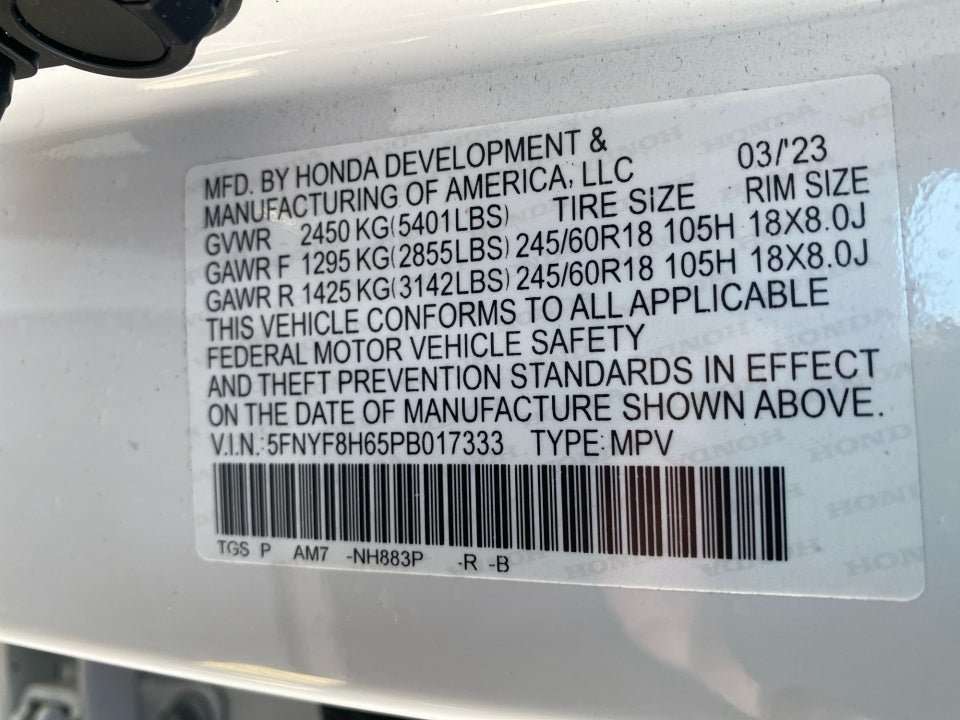 MFD. BY HONDA DEVELOPMENT &
MANUFACTURING OF AMERICA, LLC 03/'23
GVWR 2450 KG(5401LBS) TIRE SIZE RIM SIZE
GAWR F 1295 KG(2855LBS) 245/60R18 105H 18X8.0J
GAWR R 1425 KG(3142LBS) 245/60R18 105H 18X8.0J
THIS VEHICLE CONFORMS TO ALL APPLICABLE
FEDERAL MOTOR VEHICLE SAFETY
AND THEFT PREVENTION STANDARDS IN EFFECT
ON THE DATE OF MANUFACTURE SHOWN ABOVE.
V.I.N.:5FNYF8H65PB017333 TYPE:MPV
TGS P AM7 -NH883P -R -B